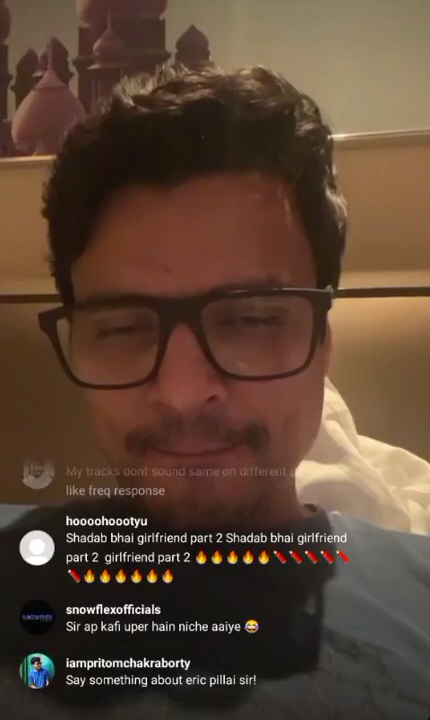 My tracks dont sound same on different
like freq response
hoooohoootyu
Shadab bhai girlfriend part 2 Shadab bhai girlfriend
part 2 girlfriend part 2 🔥🔥🔥🔥🔥🧨🧨🧨🧨🧨
🧨🔥🔥🔥🔥🔥🔥
snowflexofficials
Sir ap kafi uper hain niche aaiye 😂
iampritomchakraborty
Say something about eric pillai sir!